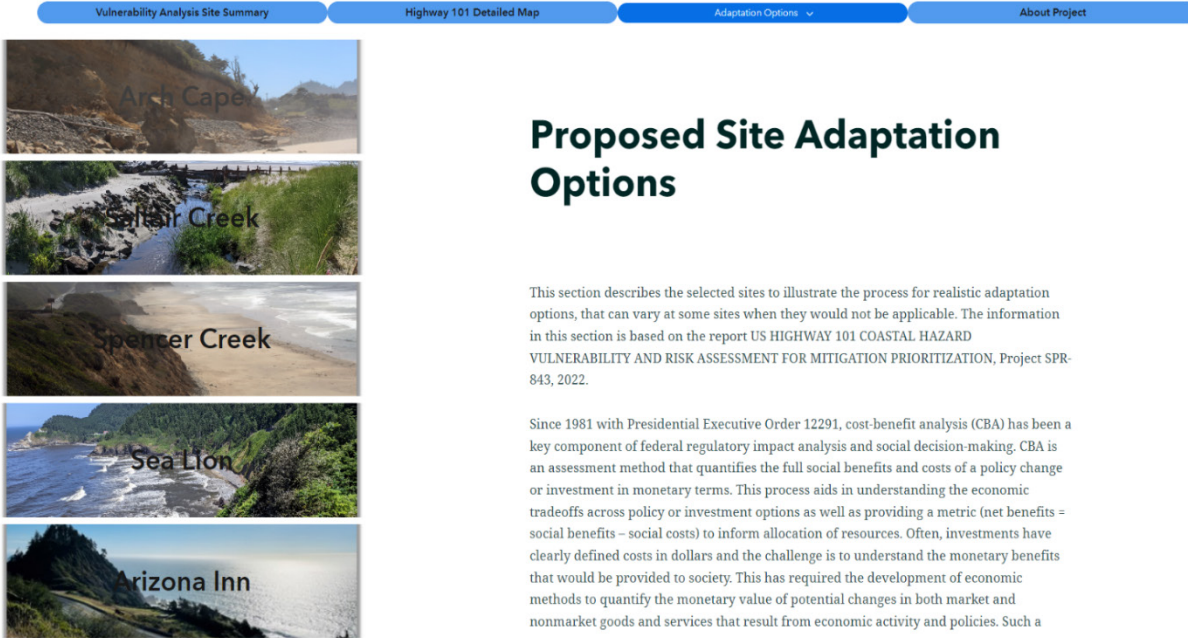 Vulnerability Analysis Site Summary
Highway 101 Detailed Map
Adaptation Options
About Project
Arch Cape
Saltair Creek
Spencer Creek
Sea Lion
Arizona Inn
Proposed Site Adaptation
Options
This section describes the selected sites to illustrate the process for realistic adaptation
options, that can vary at some sites when they would not be applicable. The information
in this section is based on the report US HIGHWAY 101 COASTAL HAZARD
VULNERABILITY AND RISK ASSESSMENT FOR MITIGATION PRIORITIZATION, Project SPR-
843, 2022.
Since 1981 with Presidential Executive Order 12291, cost-benefit analysis (CBA) has been a
key component of federal regulatory impact analysis and social decision-making. CBA is
an assessment method that quantifies the full social benefits and costs of a policy change
or investment in monetary terms. This process aids in understanding the economic
tradeoffs across policy or investment options as well as providing a metric (net benefits =
social benefits – social costs) to inform allocation of resources. Often, investments have
clearly defined costs in dollars and the challenge is to understand the monetary benefits
that would be provided to society. This has required the development of economic
methods to quantify the monetary value of potential changes in both market and
nonmarket goods and services that result from economic activity and policies. Such a